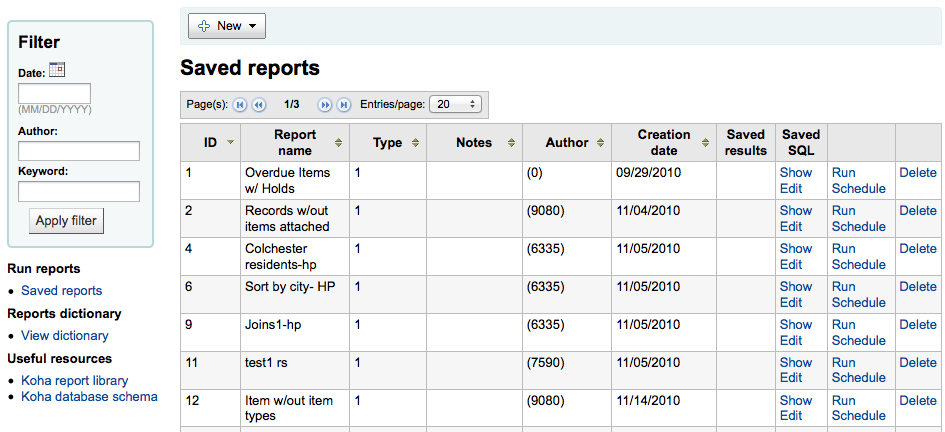 Filter
Date:
(MM/DD/YYYY)
Author:
Keyword:
Apply filter
Run reports
Saved reports
Reports dictionary
View dictionary
Useful resources
Koha report library
Koha database schema
New
Saved reports
Page(s): 1/3 Entries/page: 20
ID Report name Type Notes Author Creation date Saved results Saved SQL
1 Overdue Items w/ Holds 1 (0) 09/29/2010 Show Edit Run Schedule Delete
2 Records w/out items attached 1 (9080) 11/04/2010 Show Edit Run Schedule Delete
4 Colchester residents-hp 1 (6335) 11/05/2010 Show Edit Run Schedule Delete
6 Sort by city- HP 1 (6335) 11/05/2010 Show Edit Run Schedule Delete
9 Joins1-hp 1 (6335) 11/05/2010 Show Edit Run Schedule Delete
11 test1 rs 1 (7590) 11/05/2010 Show Edit Run Schedule Delete
12 Item w/out item types 1 (9080) 11/14/2010 Show Edit Run Schedule Delete